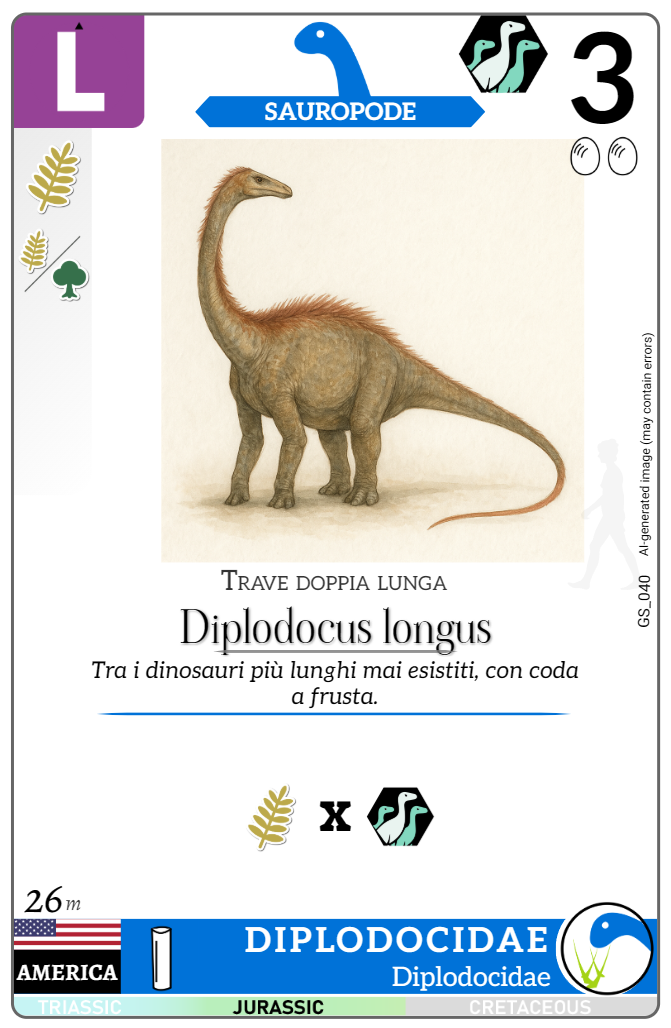 L
SAUROPODE
3
AI-generated image (may contain errors)
GS_040
Trave doppia lunga
Diplodocus longus
Tra i dinosauri più lunghi mai esistiti, con coda
a frusta.
x
26 m
AMERICA
DIPLODOCIDAE
Diplodocidae
TRIASSIC JURASSIC CRETACEOUS